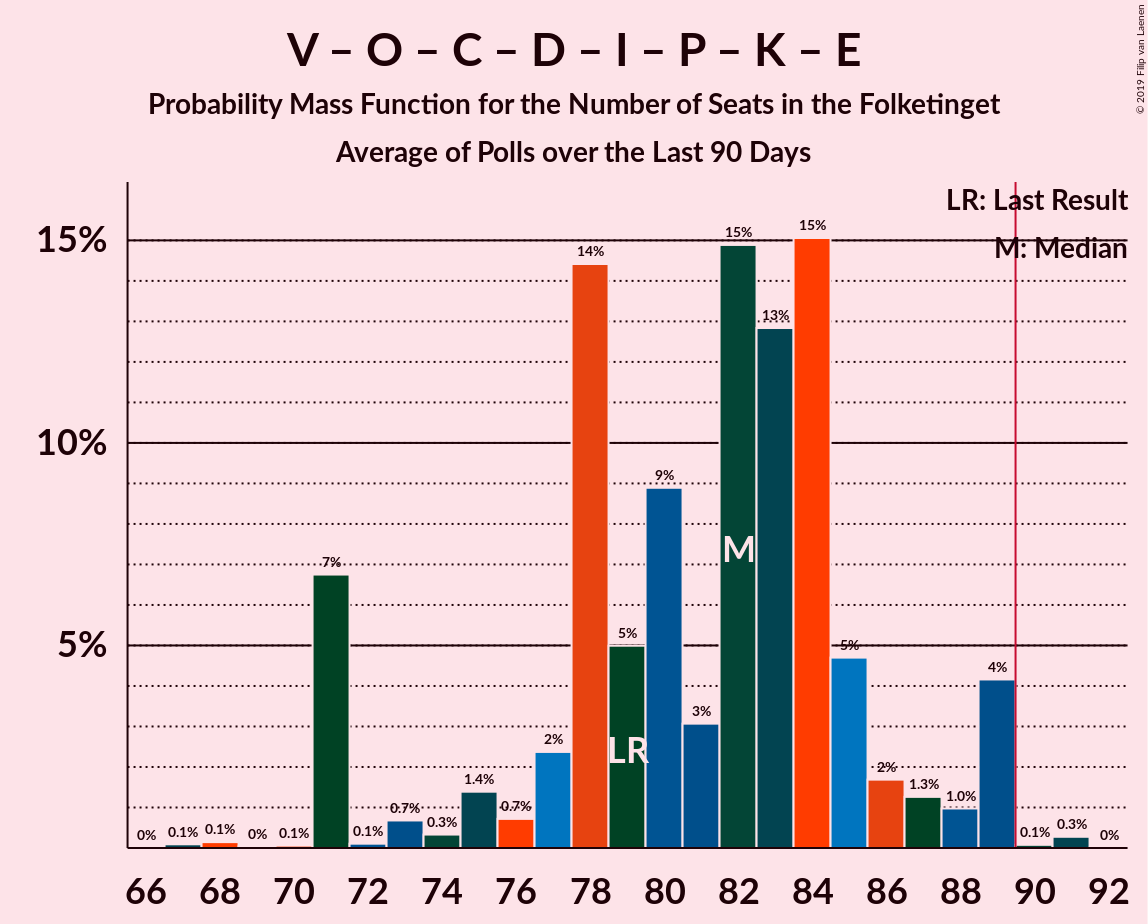 V – O – C – D – I – P – K – E
Probability Mass Function for the Number of Seats in the Folketinget
Average of Polls over the Last 90 Days
© 2019 Filip van Laenen
LR: Last Result
M: Median
15%
10%
5%
0% 0.1% 0.1% 0% 0.1% 7% 0.1% 0.7% 0.3% 1.4% 0.7% 2% 14% 5% 9% 3% 15% 13% 15% 5% 2% 1.3% 1.0% 4% 0.1% 0.3% 0%
M
LR
66 68 70 72 74 76 78 80 82 84 86 88 90 92